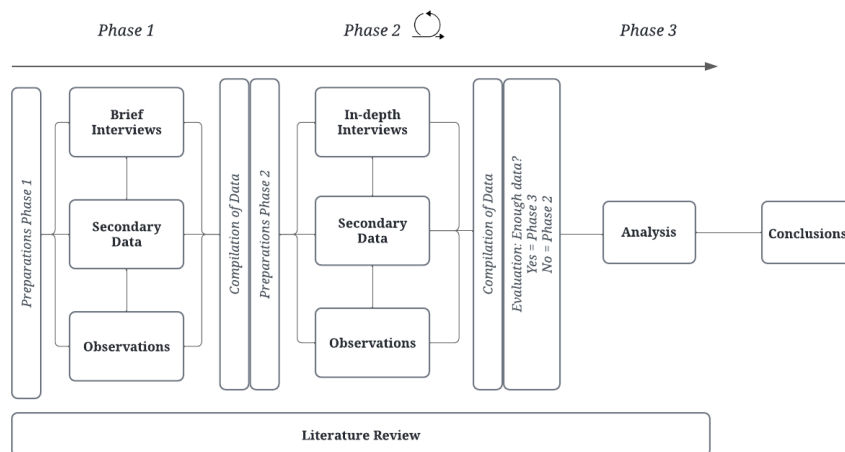 Phase 1
Phase 2
Phase 3
Preparations Phase 1
Brief
Interviews
Secondary
Data
Observations
Compilation of Data
Preparations Phase 2
In-depth
Interviews
Secondary
Data
Observations
Compilation of Data
Evaluation: Enough data?
Yes = Phase 3
No = Phase 2
Analysis
Conclusions
Literature Review